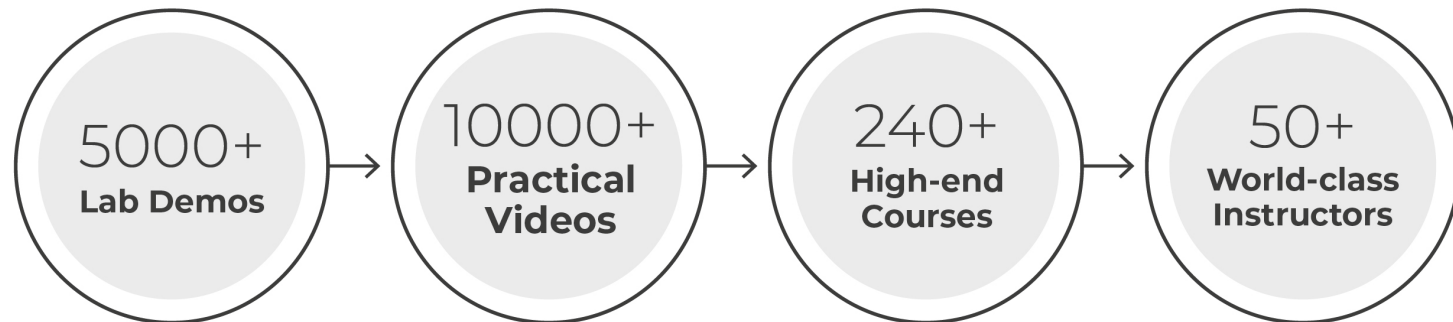 5000+
Lab Demos
10000+
Practical
Videos
240+
High-end
Courses
50+
World-class
Instructors